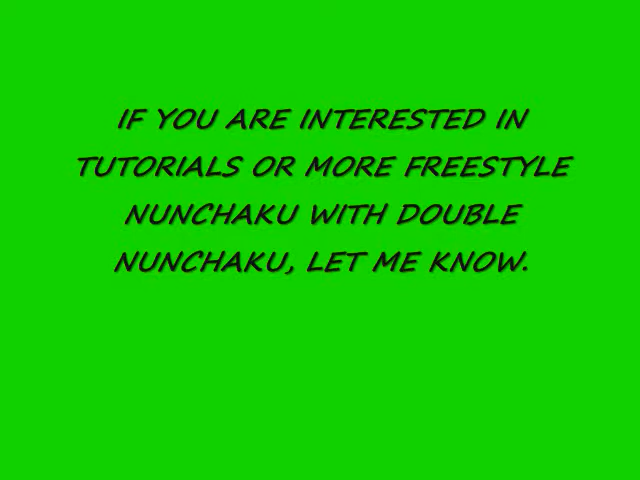 IF YOU ARE INTERESTED IN
TUTORIALS OR MORE FREESTYLE
NUNCHAKU WITH DOUBLE
NUNCHAKU, LET ME KNOW.